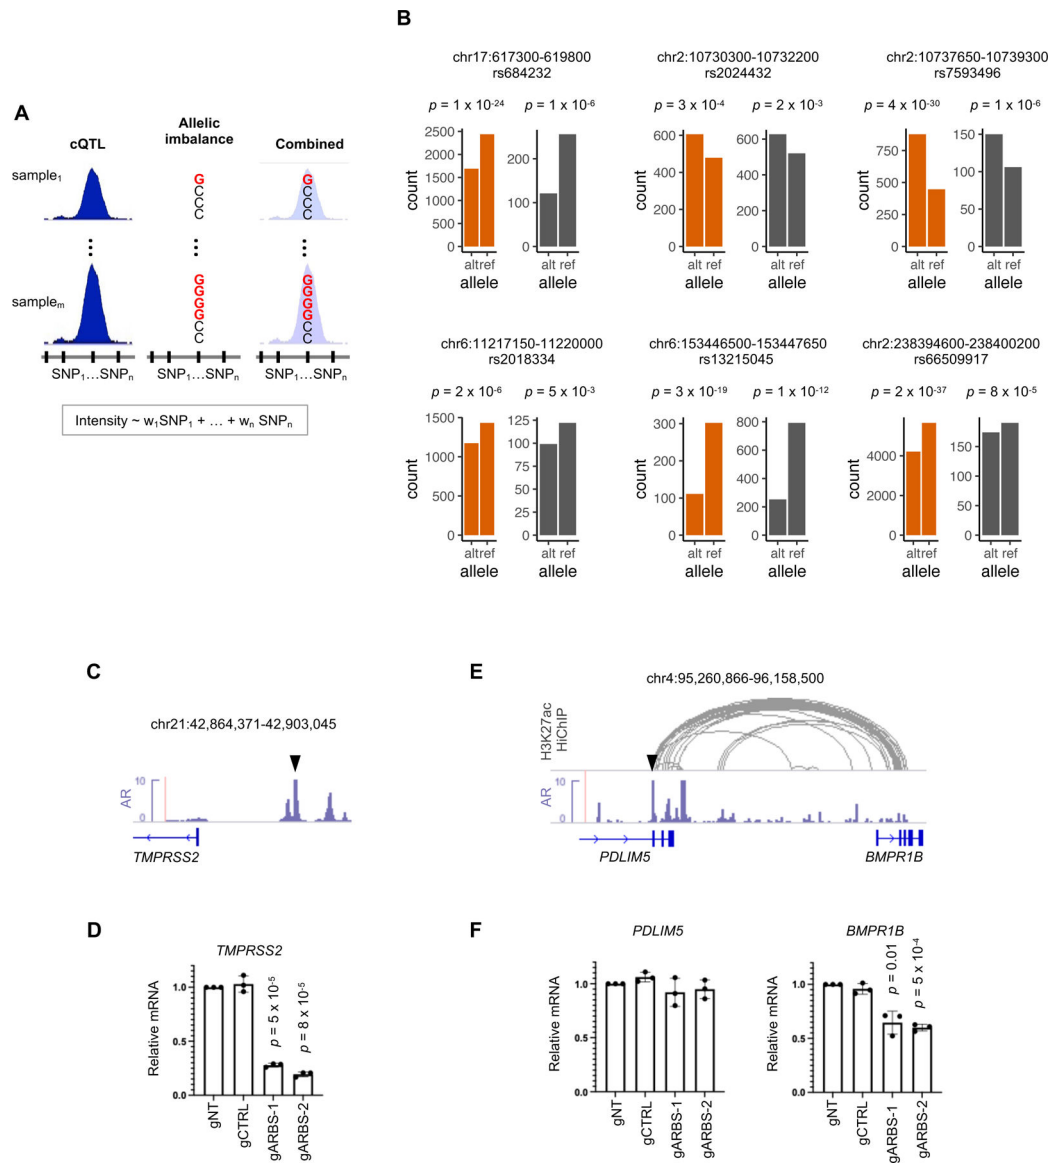 A
cQTL
Allelic
imbalance
Combined
sample₁
G
C
C
C
G
C
C
C
sampleₘ
G
G
G
G
C
C
G
G
G
G
C
C
SNP₁…SNPₙ
SNP₁…SNPₙ
SNP₁…SNPₙ
Intensity ~ w₁SNP₁ + … + wₙ SNPₙ
B
chr17:617300-619800
rs684232
p = 1 x 10⁻²⁴
p = 1 x 10⁻⁶
count
2500
2000
1500
1000
500
0
200
100
0
alt ref
alt ref
allele
chr2:10730300-10732200
rs2024432
p = 3 x 10⁻⁴
p = 2 x 10⁻³
count
600
400
200
0
600
400
200
0
alt ref
alt ref
allele
chr2:10737650-10739300
rs7593496
p = 4 x 10⁻³⁰
p = 1 x 10⁻⁶
count
750
500
250
0
150
100
50
0
alt ref
alt ref
allele
chr6:11217150-11220000
rs2018334
p = 2 x 10⁻⁶
p = 5 x 10⁻³
count
1500
1000
500
0
125
100
75
50
25
0
altref
alt ref
allele
allele
chr6:153446500-153447650
rs13215045
p = 3 x 10⁻¹⁹
p = 1 x 10⁻¹²
count
300
200
100
0
800
600
400
200
0
alt ref
alt ref
allele
allele
chr2:238394600-238400200
rs66509917
p = 2 x 10⁻³⁷
p = 8 x 10⁻⁵
count
4000
2000
0
150
100
50
0
altref
alt ref
allele
allele
C
chr21:42,864,371-42,903,045
AR
10
0
TMPRSS2
D
TMPRSS2
Relative mRNA
1.0
0.5
0.0
p = 5 x 10⁻⁵
p = 8 x 10⁻⁵
gNT
gCTRL
gARBS-1
gARBS-2
E
chr4:95,260,866-96,158,500
H3K27ac
HiChIP
AR
10
0
PDLIM5
BMPR1B
F
PDLIM5
Relative mRNA
1.0
0.5
0.0
gNT
gCTRL
gARBS-1
gARBS-2
BMPR1B
Relative mRNA
1.0
0.5
0.0
p = 0.01
p = 5 x 10⁻⁴
gNT
gCTRL
gARBS-1
gARBS-2